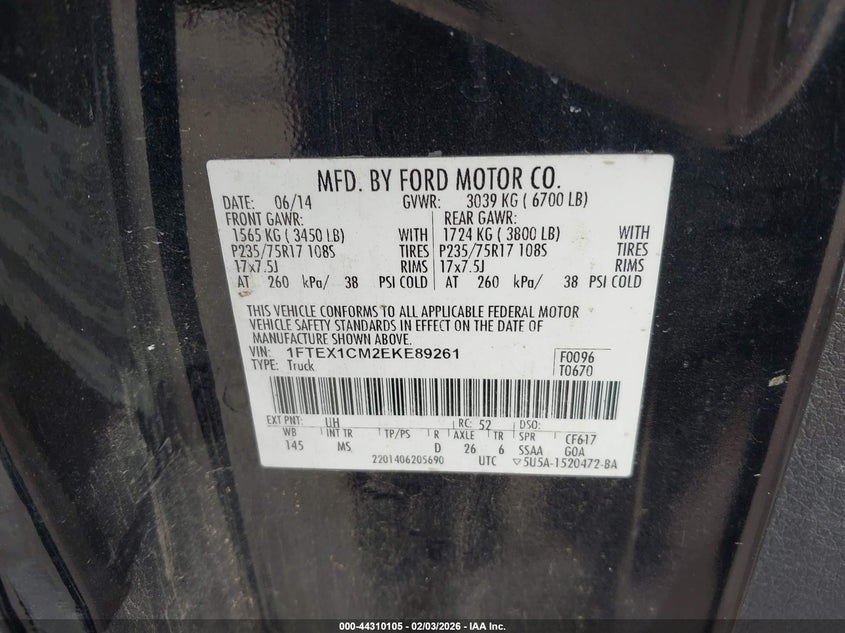 MFD. BY FORD MOTOR CO.
DATE: 06/14 GVWR: 3039 KG ( 6700 LB)
FRONT GAWR: REAR GAWR:
1565 KG ( 3450 LB) WITH 1724 KG ( 3800 LB) WITH
P235/75R17 108S TIRES P235/75R17 108S TIRES
17x7.5J RIMS 17x7.5J RIMS
AT 260 kPa/ 38 PSI COLD AT 260 kPa/ 38 PSI COLD
THIS VEHICLE CONFORMS TO ALL APPLICABLE FEDERAL MOTOR
VEHICLE SAFETY STANDARDS IN EFFECT ON THE DATE OF
MANUFACTURE SHOWN ABOVE.
VIN: 1FTEX1CM2EKE89261 F0096
TYPE: Truck T0670
EXT PNT: UH RC: 52 DSO:
WB INT TR TP/PS R AXLE TR SPR CF617
145 MS D 26 6 SSAA GOA
2201406205690 UTC ▽5U5A-1520472-BA
000-44310105 - 02/03/2026 - IAA Inc.